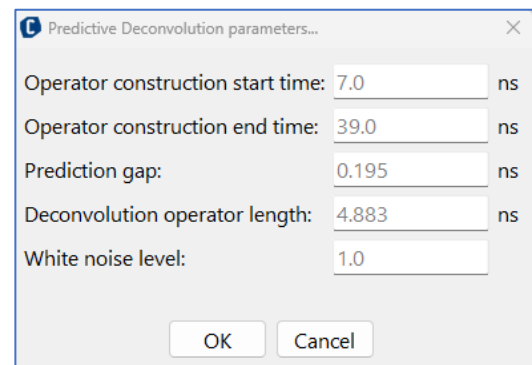 Predictive Deconvolution parameters...
Operator construction start time: 7.0 ns
Operator construction end time: 39.0 ns
Prediction gap: 0.195 ns
Deconvolution operator length: 4.883 ns
White noise level: 1.0
OK Cancel